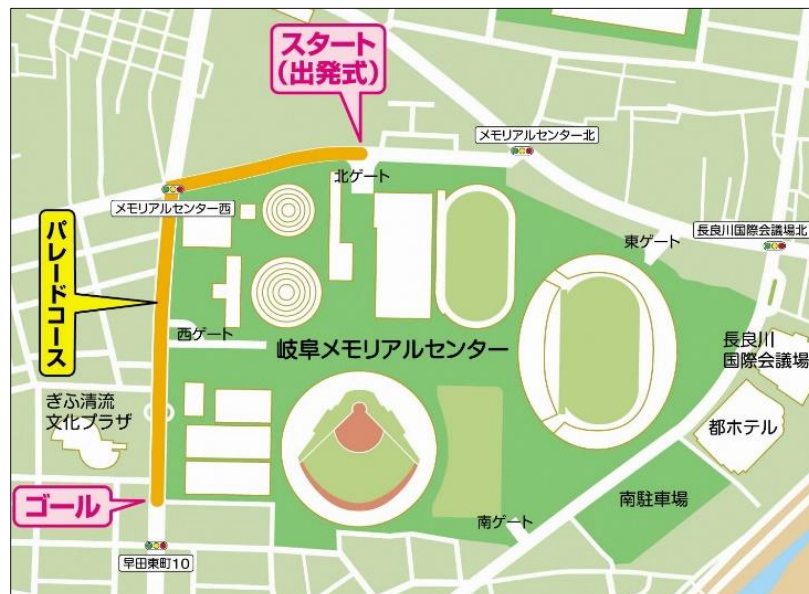 スタート
(出発式)
メモリアルセンター北
北ゲート
メモリアルセンター西
長良川国際会議場北
東ゲート
パレードコース
西ゲート
岐阜メモリアルセンター
長良川
国際会議場
ぎふ清流
文化プラザ
都ホテル
ゴール
南駐車場
南ゲート
早田東町10